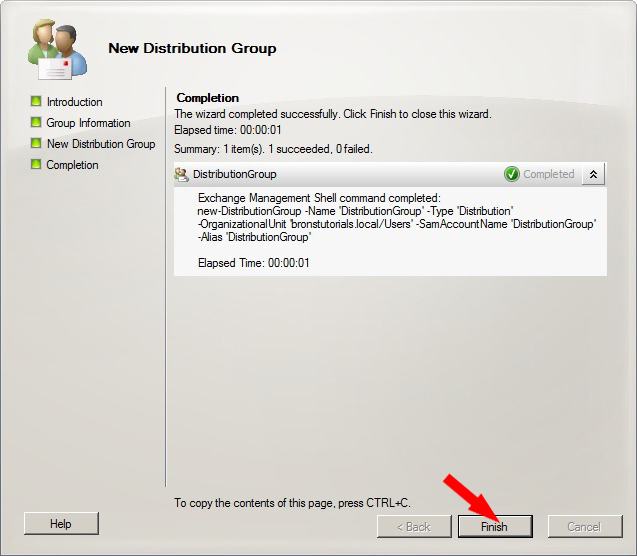 New Distribution Group
Introduction
Group Information
New Distribution Group
Completion
Completion
The wizard completed successfully. Click Finish to close this wizard.
Elapsed time: 00:00:01
Summary: 1 item(s). 1 succeeded, 0 failed.
DistributionGroup
Completed
Exchange Management Shell command completed:
new-DistributionGroup -Name 'DistributionGroup' -Type 'Distribution'
-OrganizationalUnit 'bronstutorials.local/Users' -SamAccountName 'DistributionGroup'
-Alias 'DistributionGroup'
Elapsed Time: 00:00:01
To copy the contents of this page, press CTRL+C.
Help
< Back
Finish
Cancel